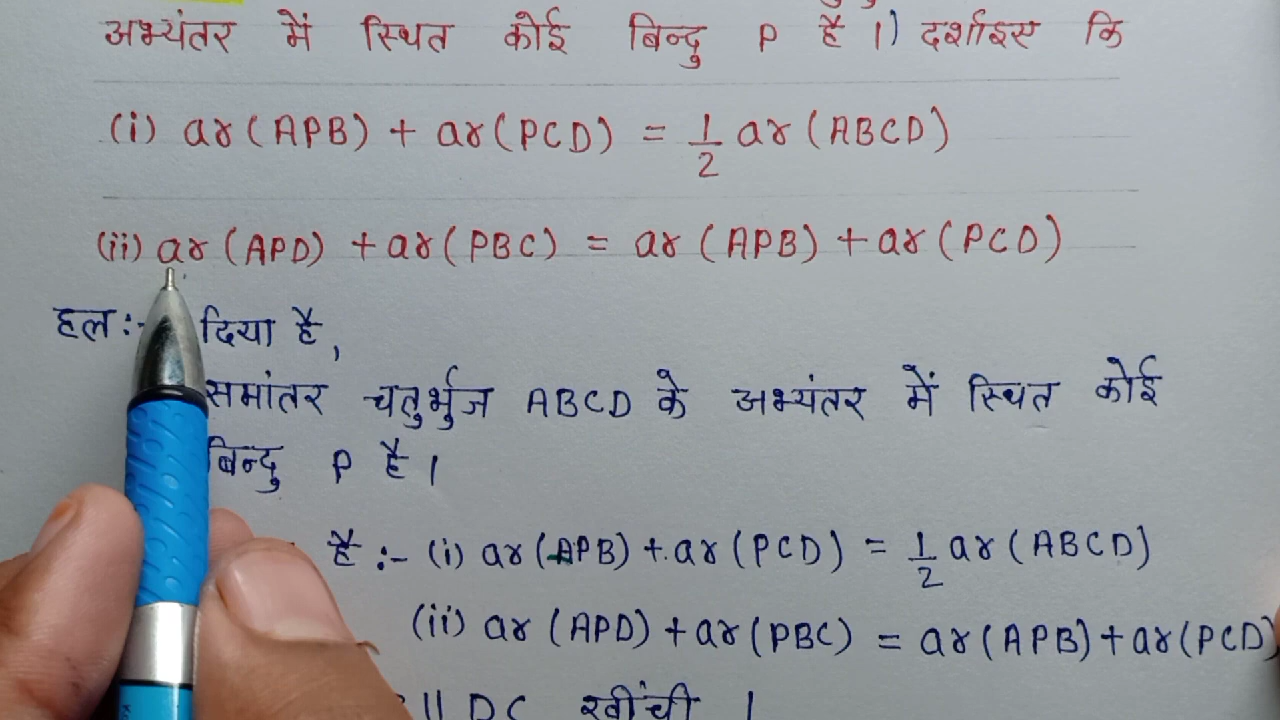 अभ्यंतर में स्थित कोई बिन्दु P है।) दर्शाइए कि
(i) ar(APB) + ar(PCD) = 1/2 ar(ABCD)
(ii) ar(APD) + ar(PBC) = ar(APB) + ar(PCD)
हल:- दिया है,
समांतर चतुर्भुज ABCD के अभ्यंतर में स्थित कोई
बिन्दु P है।
है :- (i) ar(APB) + ar(PCD) = 1/2 ar(ABCD)
(ii) ar(APD) + ar(PBC) = ar(APB) + ar(PCD)
|| DC खींची।